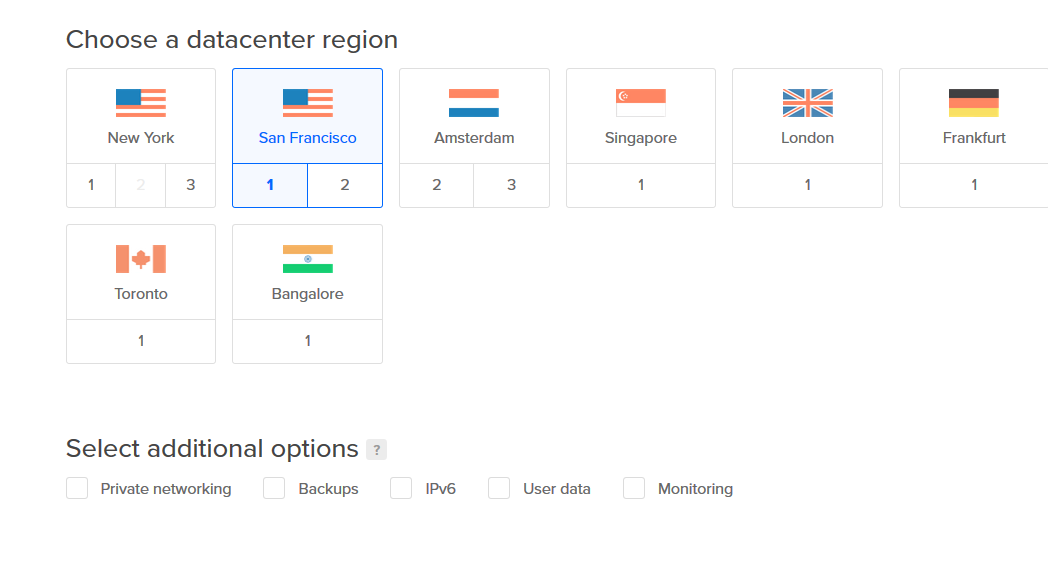 Choose a datacenter region
New York San Francisco Amsterdam Singapore London Frankfurt
1 2 3 1 2 2 3 1 1 1
Toronto Bangalore
1 1
Select additional options ?
Private networking Backups IPv6 User data Monitoring